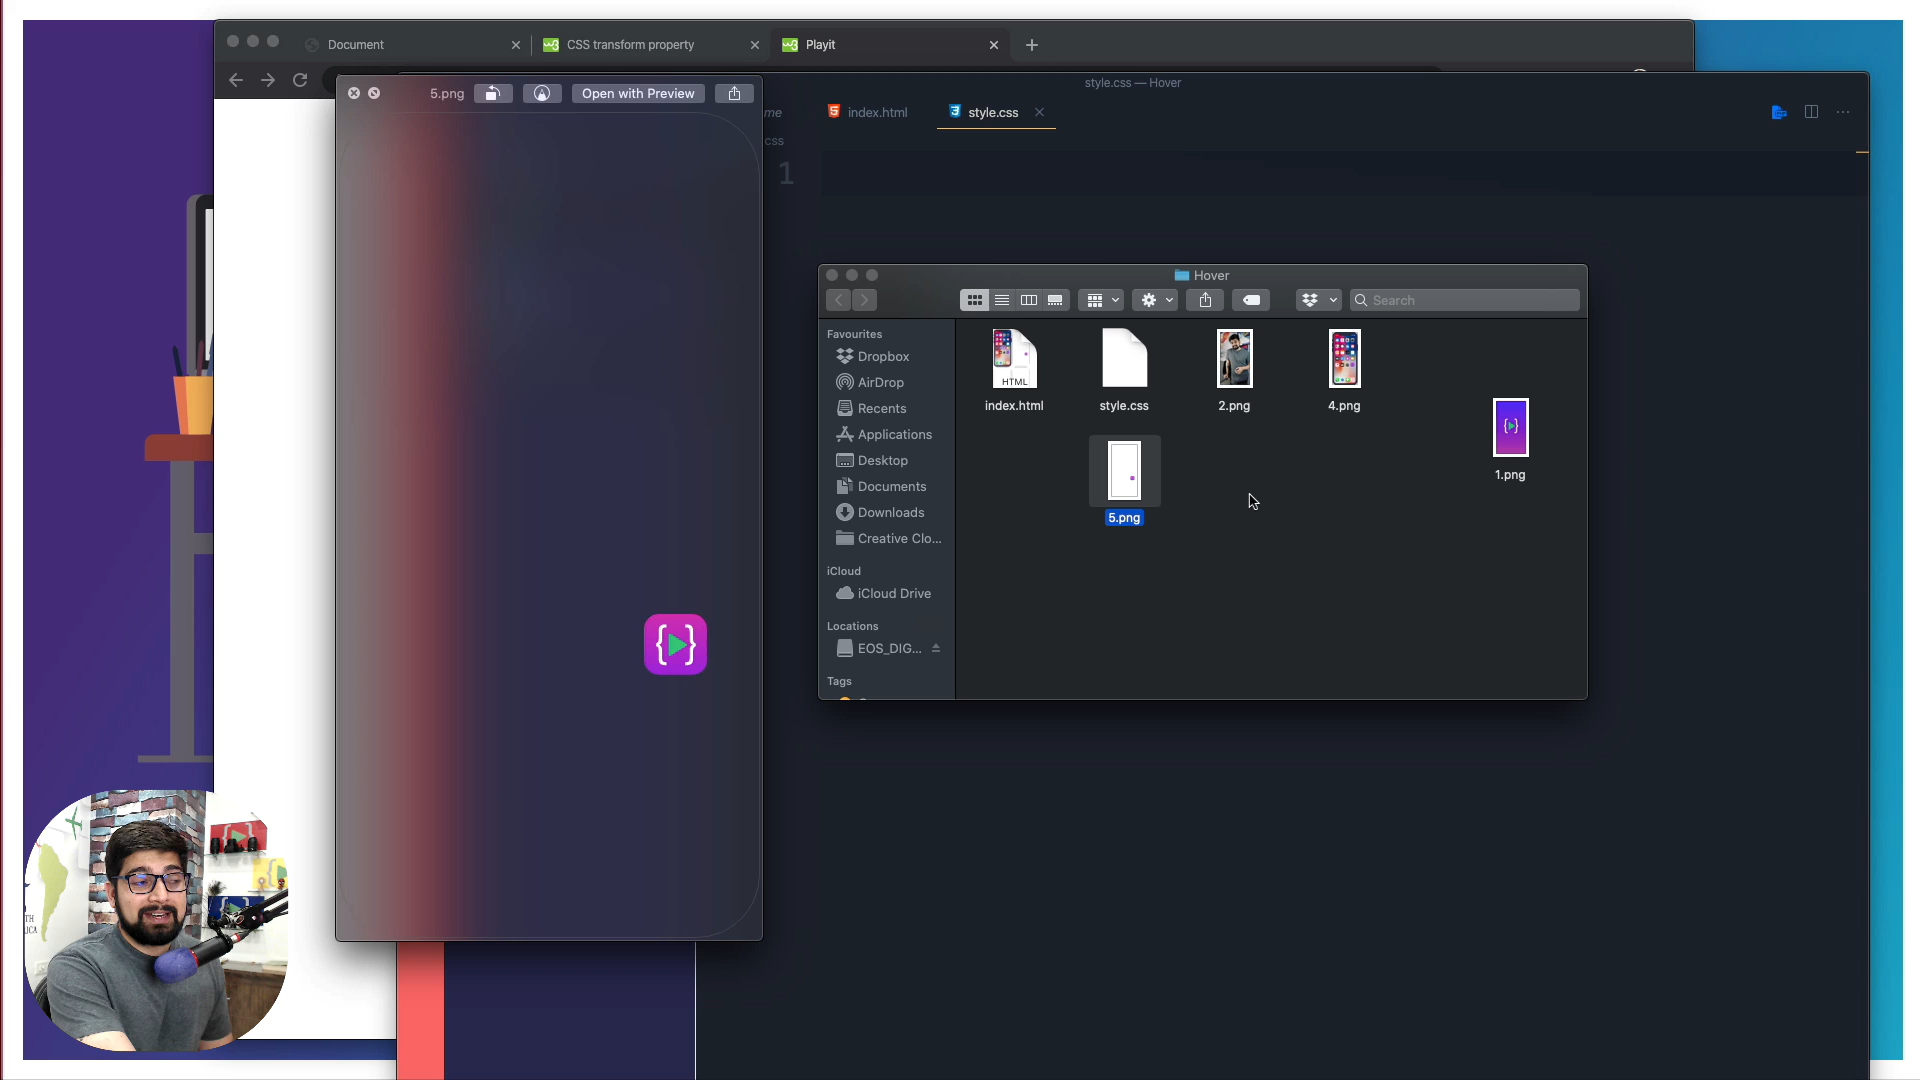 Document
CSS transform property
Playit
5.png
Open with Preview
style.css — Hover
me
index.html
style.css
css
1
Hover
Search
Favourites
Dropbox
AirDrop
Recents
Applications
Desktop
Documents
Downloads
Creative Clo...
iCloud
iCloud Drive
Locations
EOS_DIG...
Tags
HTML
index.html
style.css
2.png
4.png
{▶}
1.png
5.png
{▶}